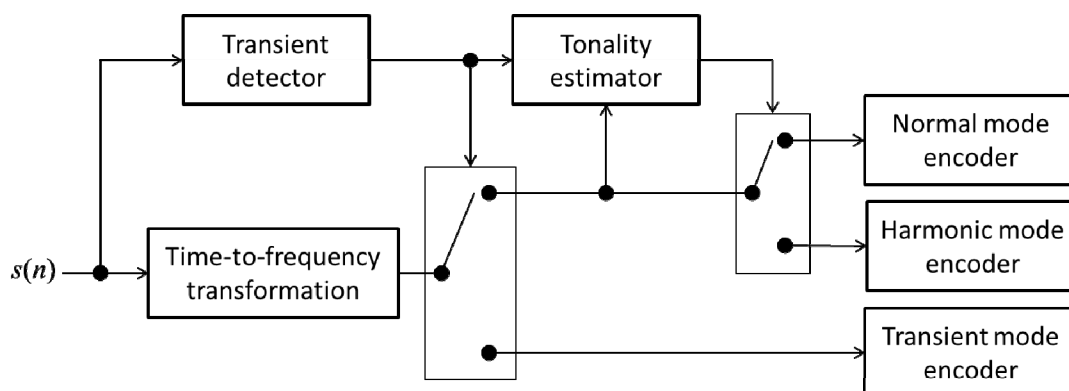 Transient
detector
Tonality
estimator
Normal mode
encoder
s(n)
Time-to-frequency
transformation
Harmonic mode
encoder
Transient mode
encoder